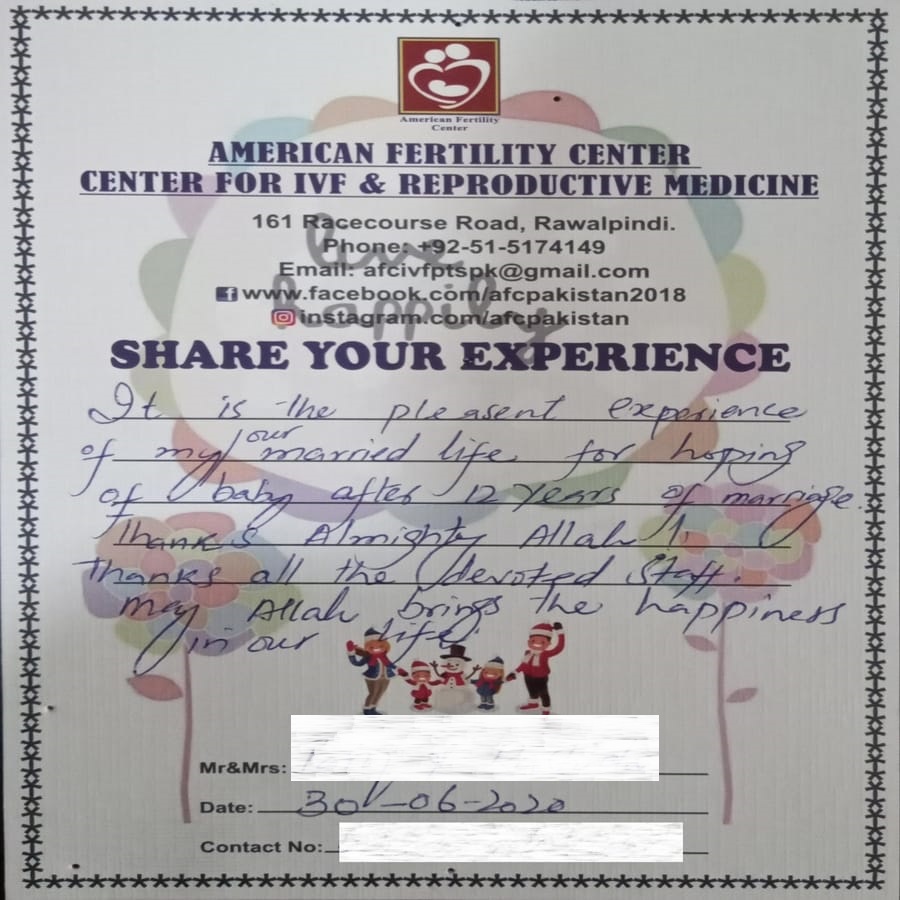 American Fertility
Center
AMERICAN FERTILITY CENTER
CENTER FOR IVF & REPRODUCTIVE MEDICINE
161 Racecourse Road, Rawalpindi.
Phone: +92-51-5174149
Email: afcivfptspk@gmail.com
www.facebook.com/afcpakistan2018
instagram.com/afcpakistan
live
happily
SHARE YOUR EXPERIENCE
It is the pleasent experience
of my/our married life for hoping
of baby after 12 years of marriage.
Thanks Almighty Allah !.
Thanks all the devoted staff.
May Allah brings the happiness
in our life.
Mr&Mrs:
Date: 30-06-2020
Contact No: